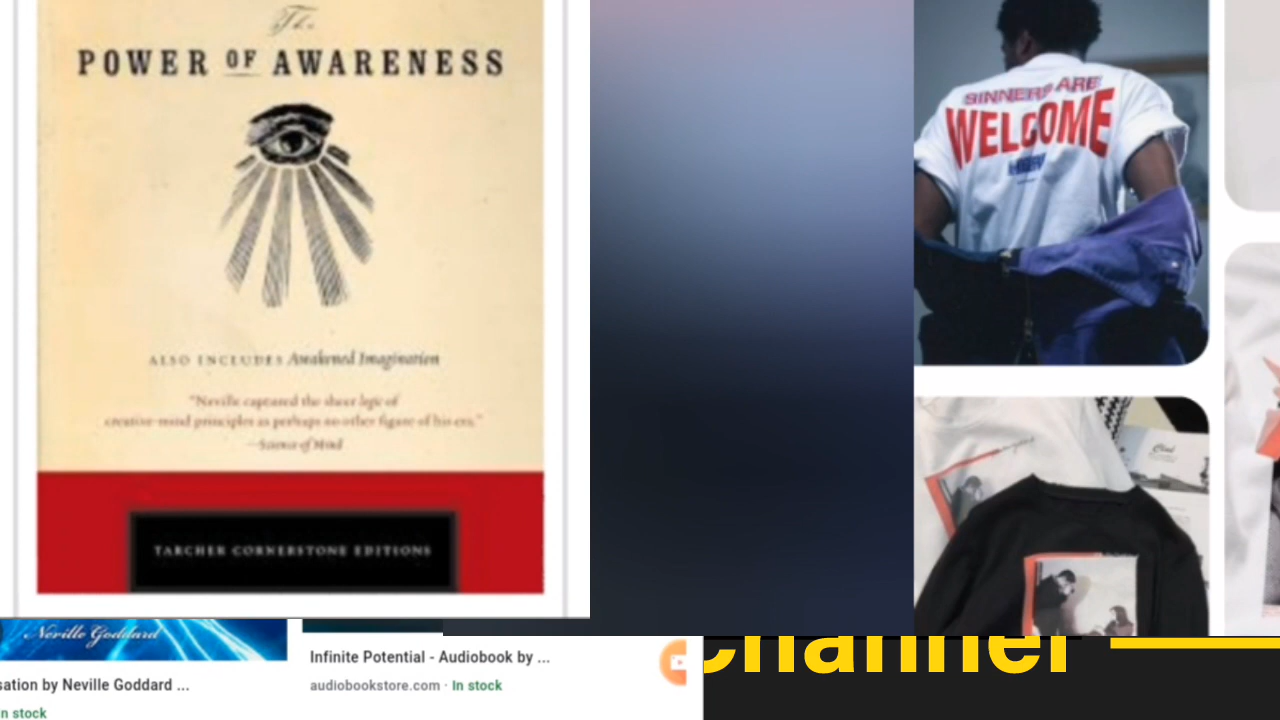 The
POWER OF AWARENESS
ALSO INCLUDES Awakened Imagination
"Neville captured the sheer logic of
creative-mind principles as perhaps no other figure of his era."
—Science of Mind
TARCHER CORNERSTONE EDITIONS
SINNERS ARE
WELCOME
Neville Goddard
Infinite Potential - Audiobook by ...
sation by Neville Goddard ...
audiobookstore.com · In stock
n stock
Channel